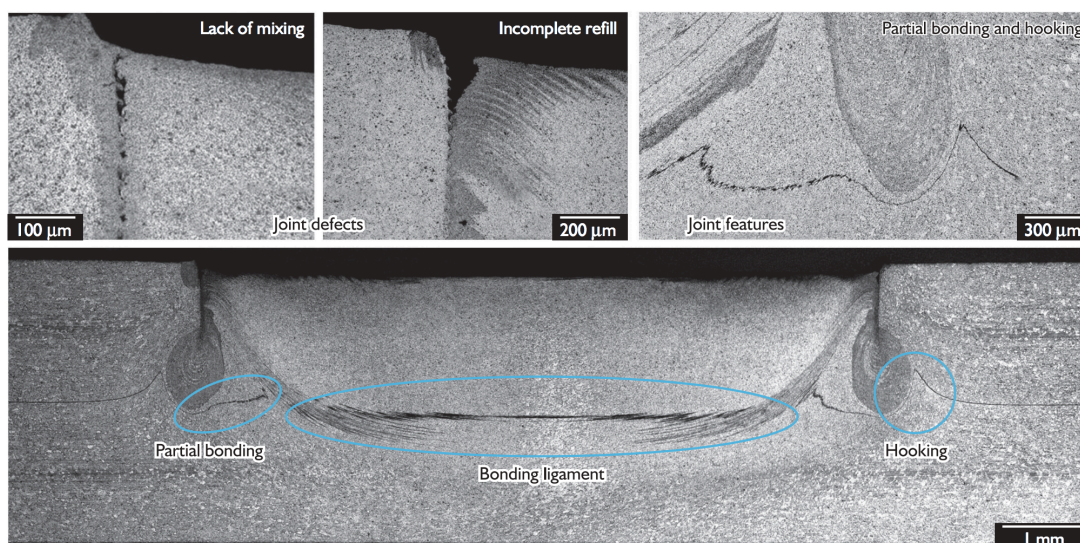 Lack of mixing
Incomplete refill
Partial bonding and hooking
100 µm
Joint defects
200 µm
Joint features
300 µm
Partial bonding
Bonding ligament
Hooking
1 mm